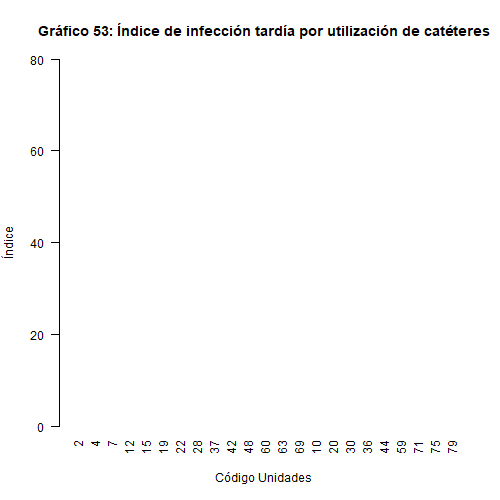 Gráfico 53: Índice de infección tardía por utilización de catéteres
80
60
40
20
0
Índice
2 4 7 12 15 19 22 28 37 42 48 60 63 69 10 20 30 36 44 59 71 75 79
Código Unidades